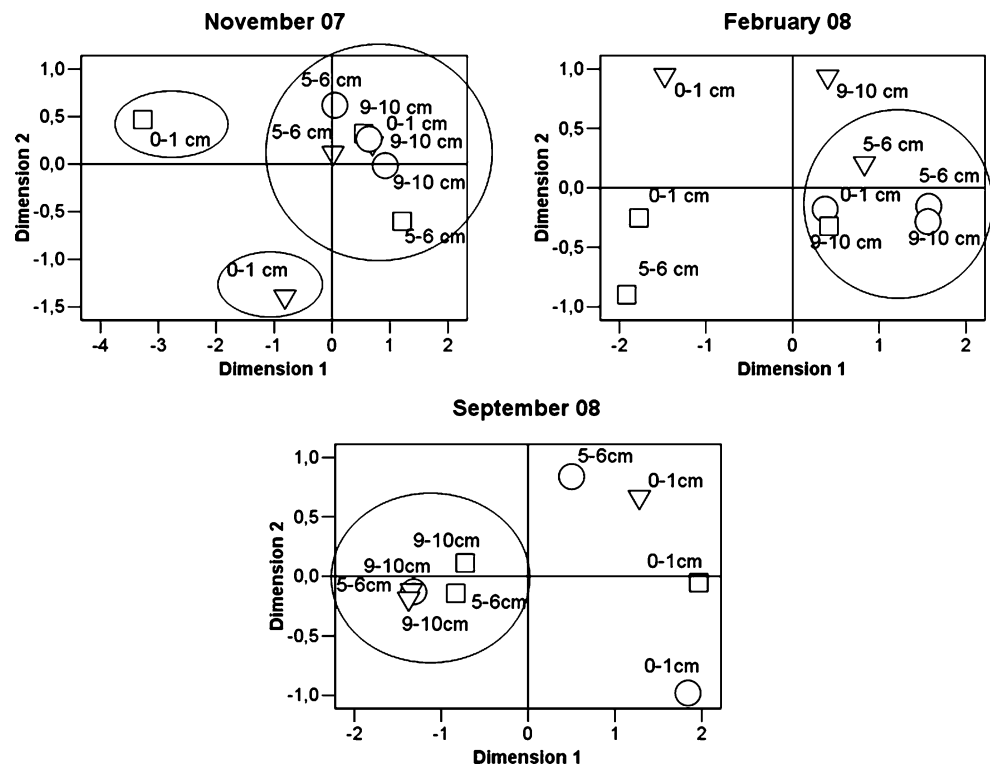 November 07
1,0
0,5
0,0
-0,5
-1,0
-1,5
Dimension 2
5-6 cm
9-10 cm
0-1 cm
5-6 cm
9-10 cm
0-1 cm
9-10 cm
5-6 cm
0-1 cm
-4 -3 -2 -1 0 1 2
Dimension 1
February 08
1,0
0,5
0,0
-0,5
-1,0
Dimension 2
0-1 cm
9-10 cm
5-6 cm
5-6 cm
0-1 cm
0-1 cm
9-10 cm
9-10 cm
5-6 cm
-2 -1 0 1 2
Dimension 1
September 08
1,0
0,5
0,0
-0,5
-1,0
Dimension 2
5-6cm
0-1cm
9-10cm
0-1cm
9-10cm
5-6cm
5-6cm
9-10cm
0-1cm
-2 -1 0 1 2
Dimension 1